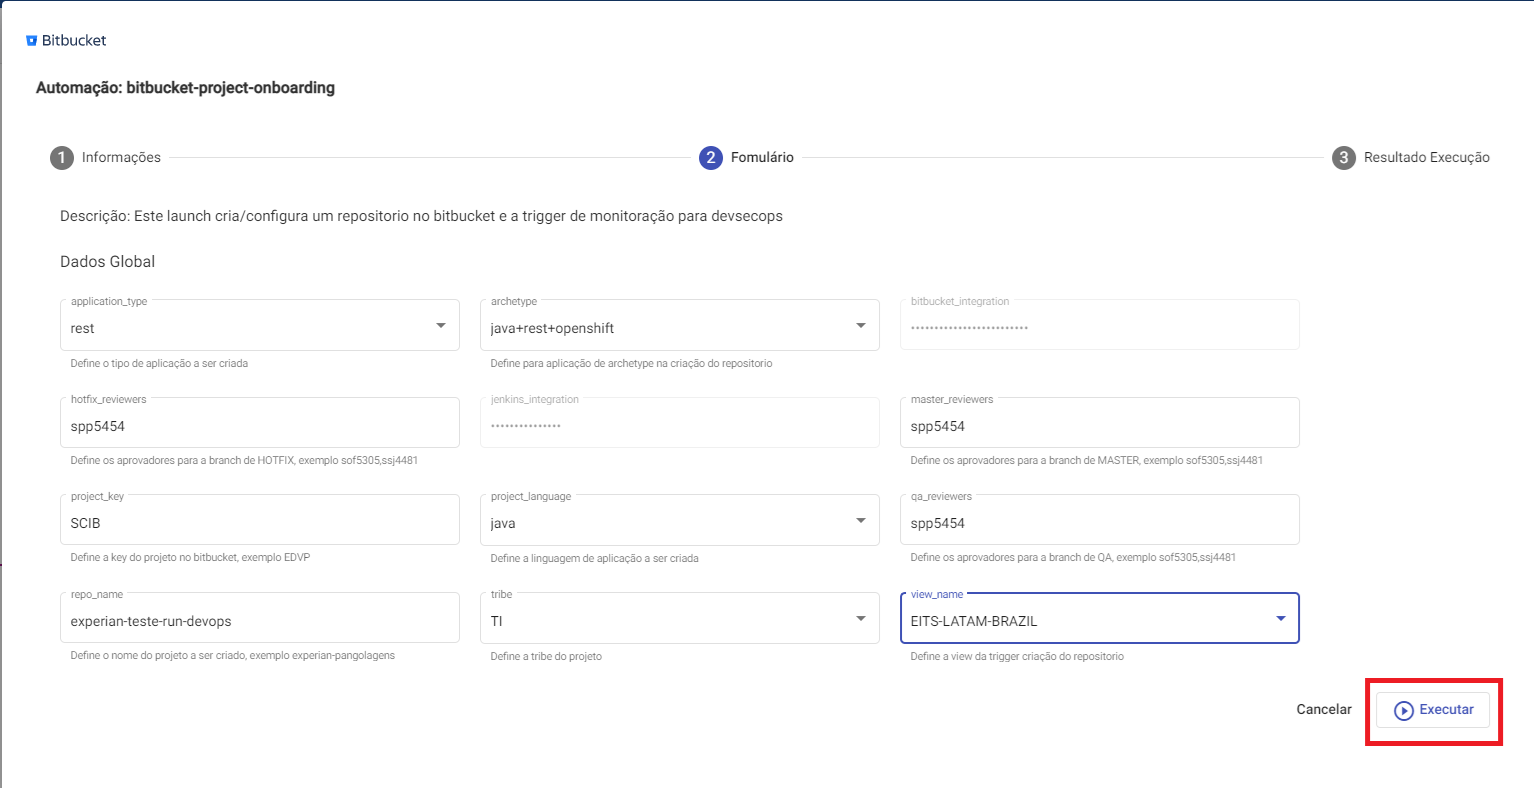 Bitbucket
Automação: bitbucket-project-onboarding
1 Informações 2 Fomulário 3 Resultado Execução
Descrição: Este launch cria/configura um repositorio no bitbucket e a trigger de monitoração para devsecops
Dados Global
application_type archetype bitbucket_integration
rest java+rest+openshift •••••••••••••••••••••••••
Define o tipo de aplicação a ser criada Define para aplicação de archetype na criação do repositorio
hotfix_reviewers jenkins_integration master_reviewers
spp5454 ••••••••••••••• spp5454
Define os aprovadores para a branch de HOTFIX, exemplo sof5305,ssj4481 Define os aprovadores para a branch de MASTER, exemplo sof5305,ssj4481
project_key project_language qa_reviewers
SCIB java spp5454
Define a key do projeto no bitbucket, exemplo EDVP Define a linguagem de aplicação a ser criada Define os aprovadores para a branch de QA, exemplo sof5305,ssj4481
repo_name tribe view_name
experian-teste-run-devops TI EITS-LATAM-BRAZIL
Define o nome do projeto a ser criado, exemplo experian-pangolagens Define a tribe do projeto Define a view da trigger criação do repositorio
Cancelar Executar